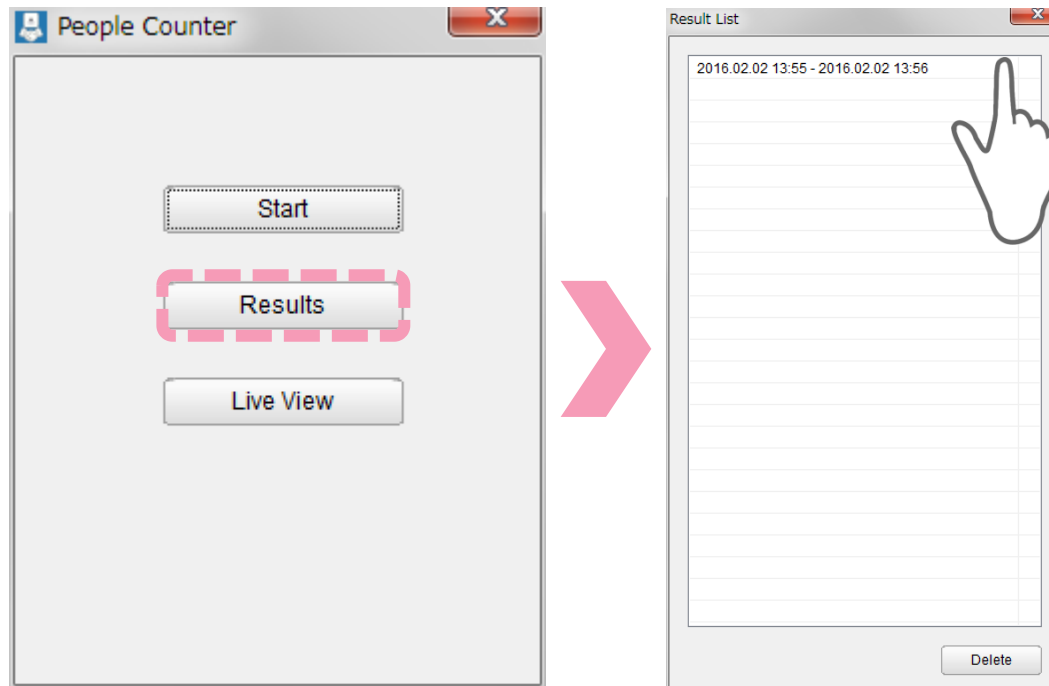 People Counter
x
Start
Results
Live View
Result List
x
2016.02.02 13:55 - 2016.02.02 13:56
Delete